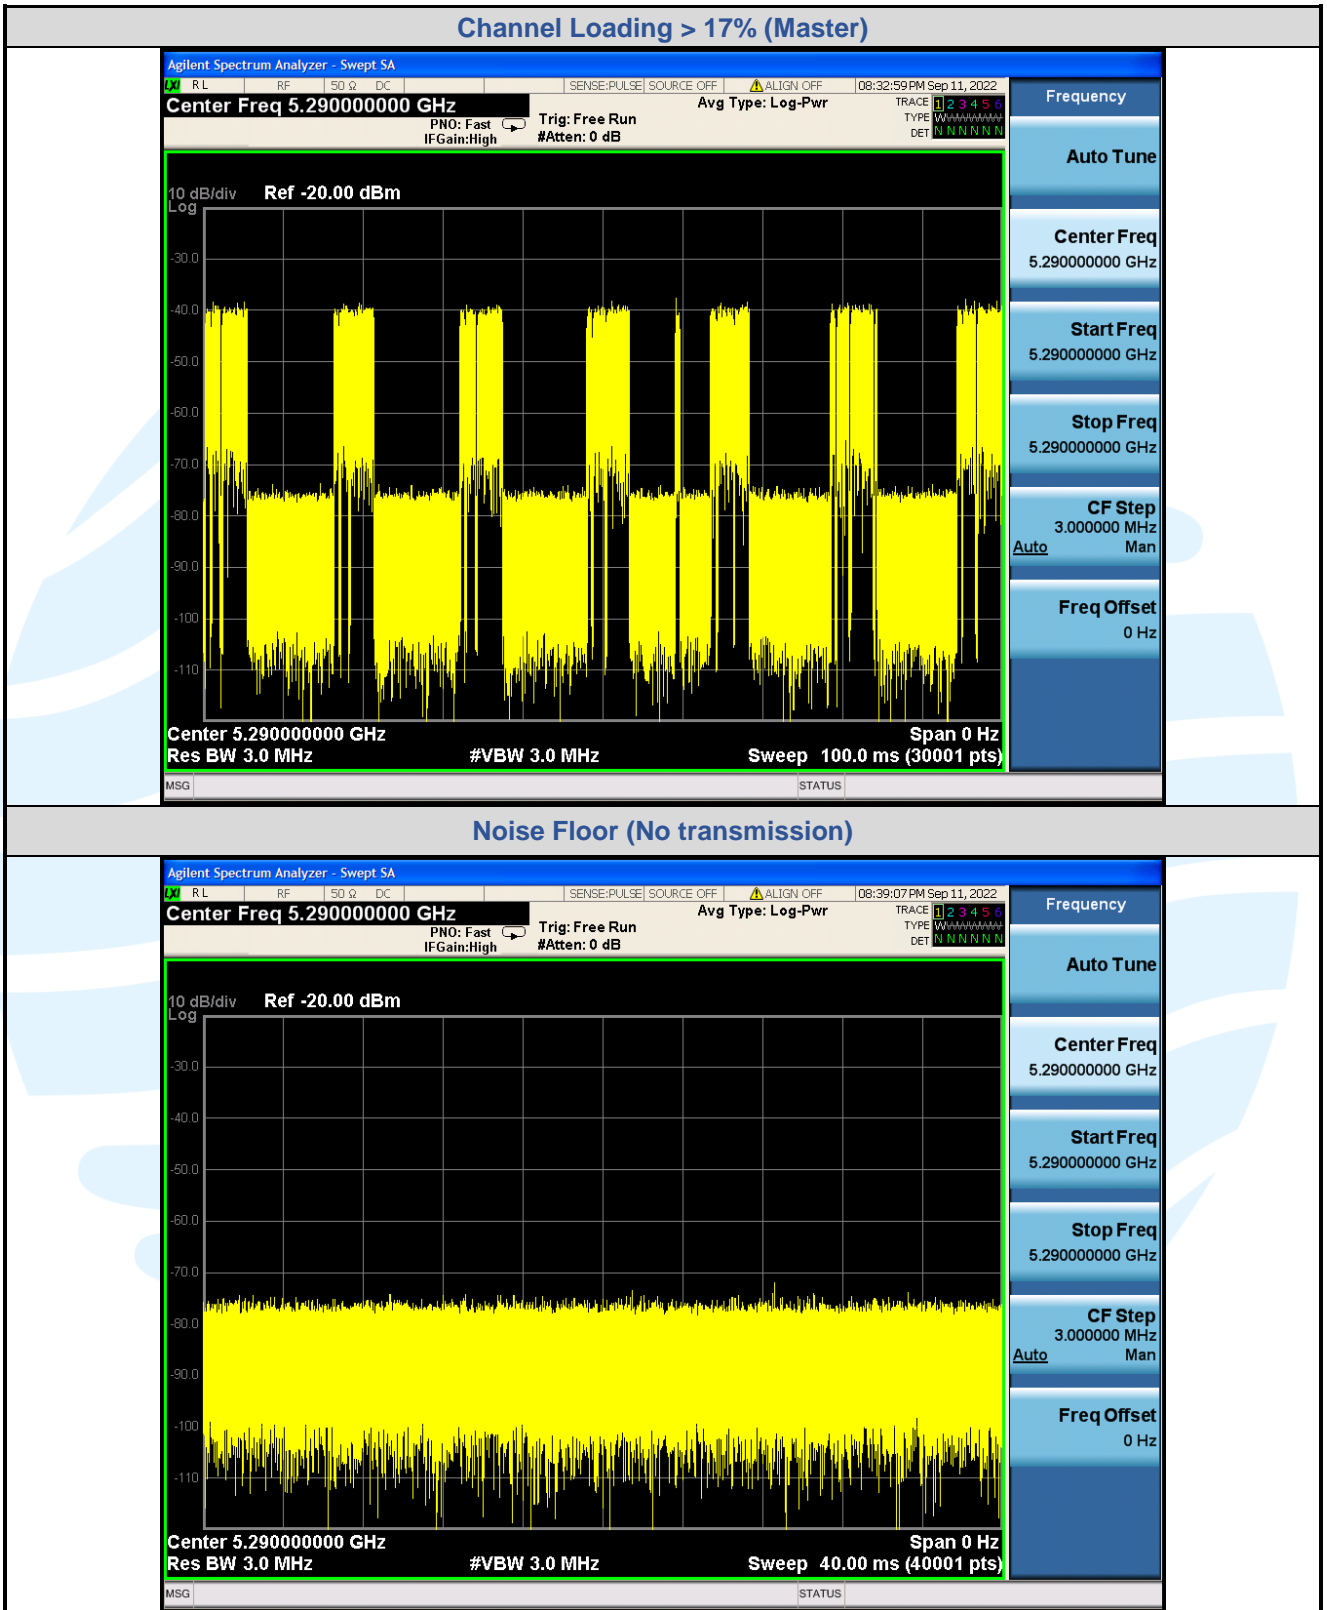 Channel Loading > 17% (Master)
Agilent Spectrum Analyzer - Swept SA
LXI RL RF 50 Ω DC SENSE:PULSE SOURCE OFF ALIGN OFF 08:32:59 PM Sep 11, 2022
Center Freq 5.290000000 GHz
PNO: Fast
IFGain:High
Trig: Free Run
#Atten: 0 dB
Avg Type: Log-Pwr
TRACE 1 2 3 4 5 6
TYPE W
DET N N N N N N
10 dB/div Ref -20.00 dBm
Log
-30.0
-40.0
-50.0
-60.0
-70.0
-80.0
-90.0
-100
-110
Center 5.290000000 GHz Span 0 Hz
Res BW 3.0 MHz #VBW 3.0 MHz Sweep 100.0 ms (30001 pts)
MSG STATUS
Frequency
Auto Tune
Center Freq
5.290000000 GHz
Start Freq
5.290000000 GHz
Stop Freq
5.290000000 GHz
CF Step
3.000000 MHz
Auto Man
Freq Offset
0 Hz
Noise Floor (No transmission)
Agilent Spectrum Analyzer - Swept SA
LXI RL RF 50 Ω DC SENSE:PULSE SOURCE OFF ALIGN OFF 08:39:07 PM Sep 11, 2022
Center Freq 5.290000000 GHz
PNO: Fast
IFGain:High
Trig: Free Run
#Atten: 0 dB
Avg Type: Log-Pwr
TRACE 1 2 3 4 5 6
TYPE W
DET N N N N N N
10 dB/div Ref -20.00 dBm
Log
-30.0
-40.0
-50.0
-60.0
-70.0
-80.0
-90.0
-100
-110
Center 5.290000000 GHz Span 0 Hz
Res BW 3.0 MHz #VBW 3.0 MHz Sweep 40.00 ms (40001 pts)
MSG STATUS
Frequency
Auto Tune
Center Freq
5.290000000 GHz
Start Freq
5.290000000 GHz
Stop Freq
5.290000000 GHz
CF Step
3.000000 MHz
Auto Man
Freq Offset
0 Hz